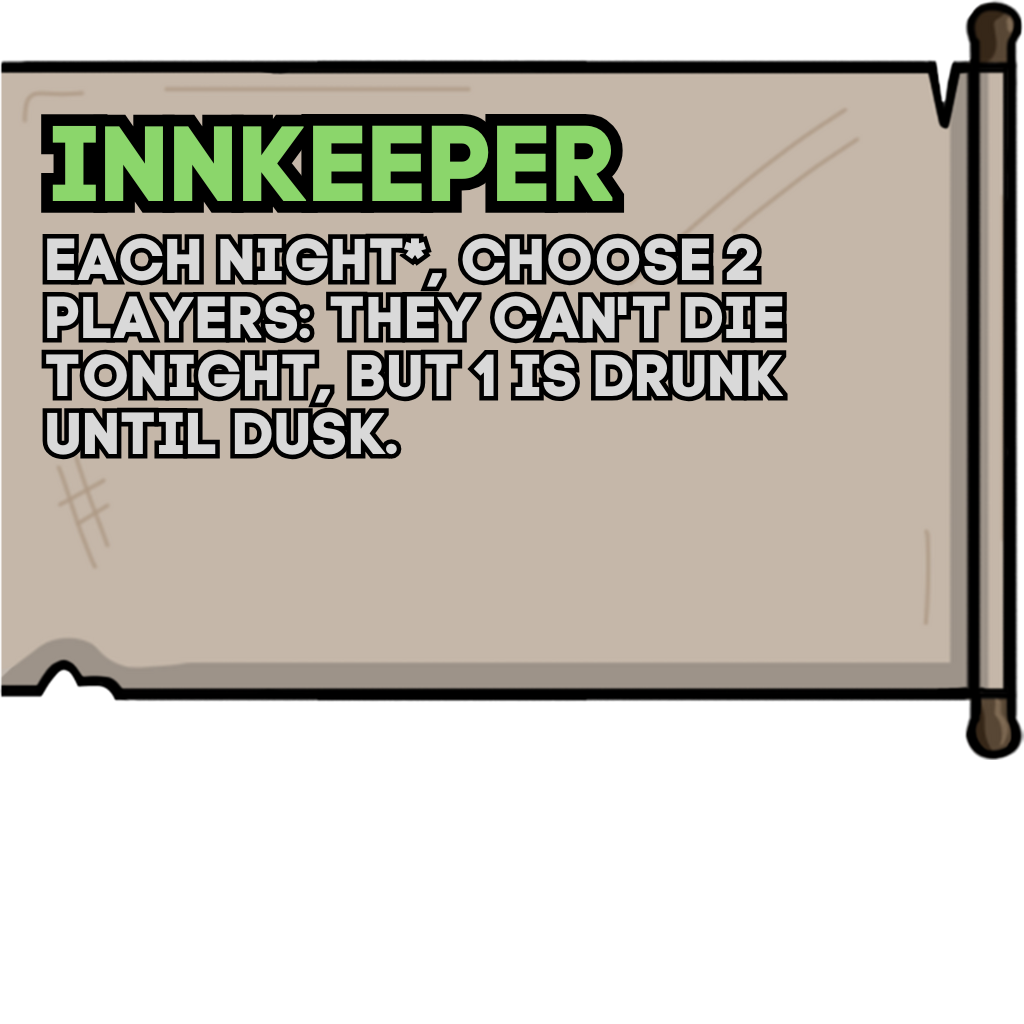 INNKEEPER
EACH NIGHT*, CHOOSE 2
PLAYERS: THEY CAN'T DIE
TONIGHT, BUT 1 IS DRUNK
UNTIL DUSK.